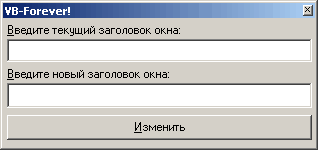 VB-Forever!
Введите текущий заголовок окна:
Введите новый заголовок окна:
Изменить